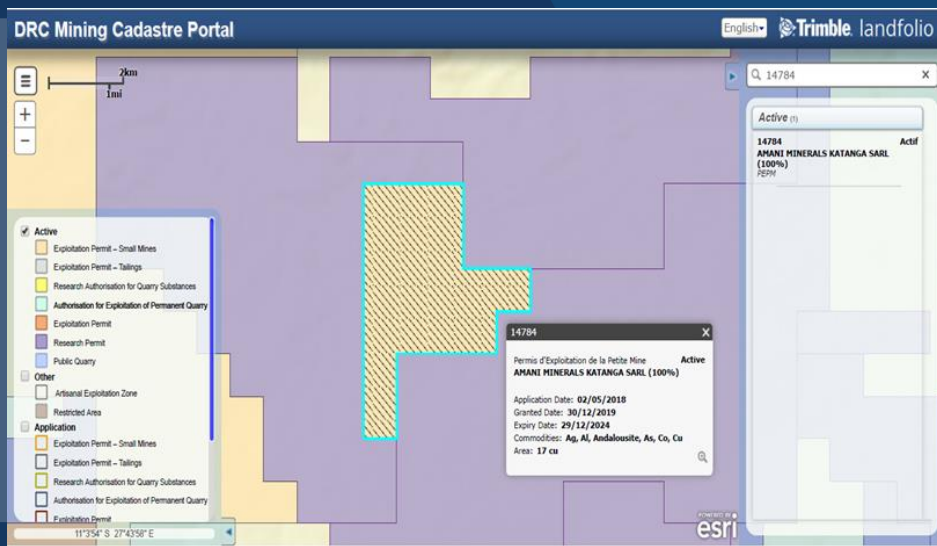 DRC Mining Cadastre Portal
English
Trimble. landfolio
2km
1mi
14784
Active (1)
14784 Actif
AMANI MINERALS KATANGA SARL
(100%)
PEPM
Active
Exploitation Permit – Small Mines
Exploitation Permit – Tailings
Research Authorisation for Quarry Substances
Authorisation for Exploitation of Permanent Quarry
Exploitation Permit
Research Permit
Public Quarry
Other
Artisanal Exploitation Zone
Restricted Area
Application
Exploitation Permit – Small Mines
Exploitation Permit – Tailings
Research Authorisation for Quarry Substances
Authorisation for Exploitation of Permanent Quarry
Exploitation Permit
11°3'54" S 27°43'58" E
14784 X
Permis d'Exploitation de la Petite Mine Active
AMANI MINERALS KATANGA SARL (100%)
Application Date: 02/05/2018
Granted Date: 30/12/2019
Expiry Date: 29/12/2024
Commodities: Ag, Al, Andalousite, As, Co, Cu
Area: 17 cu
POWERED BY
esri